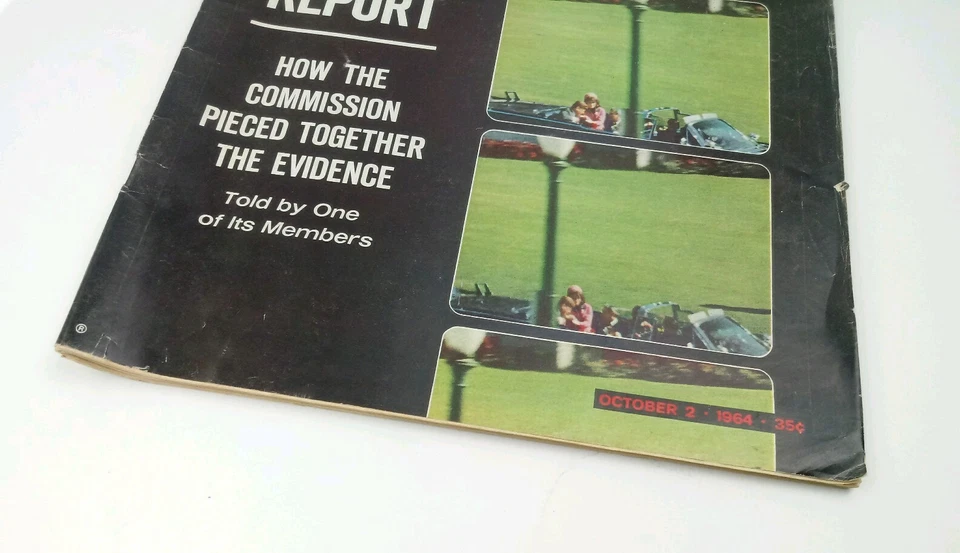 REPORT
HOW THE
COMMISSION
PIECED TOGETHER
THE EVIDENCE
Told by One
of Its Members
®
OCTOBER 2 · 1964 · 35¢